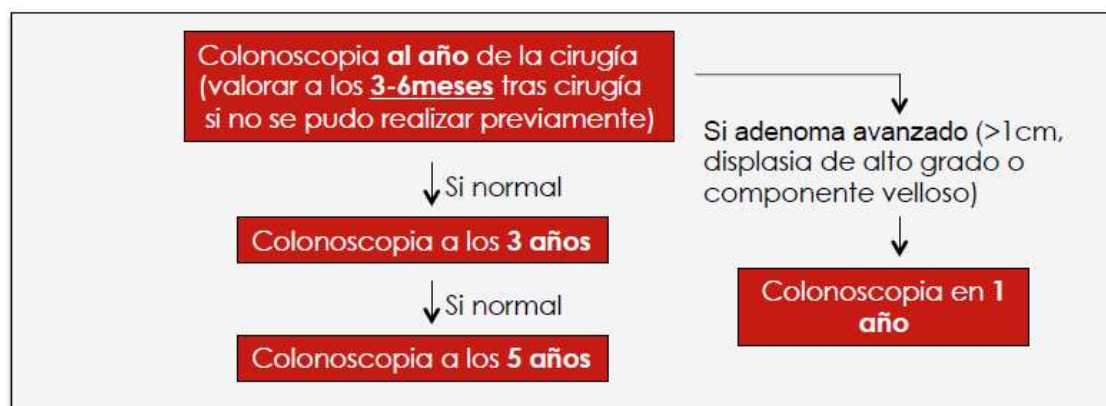 Colonoscopia al año de la cirugía
(valorar a los 3-6meses tras cirugía
si no se pudo realizar previamente)
Si adenoma avanzado (>1cm,
displasia de alto grado o
componente velloso)
Si normal
Colonoscopia a los 3 años
Colonoscopia en 1
año
Si normal
Colonoscopia a los 5 años